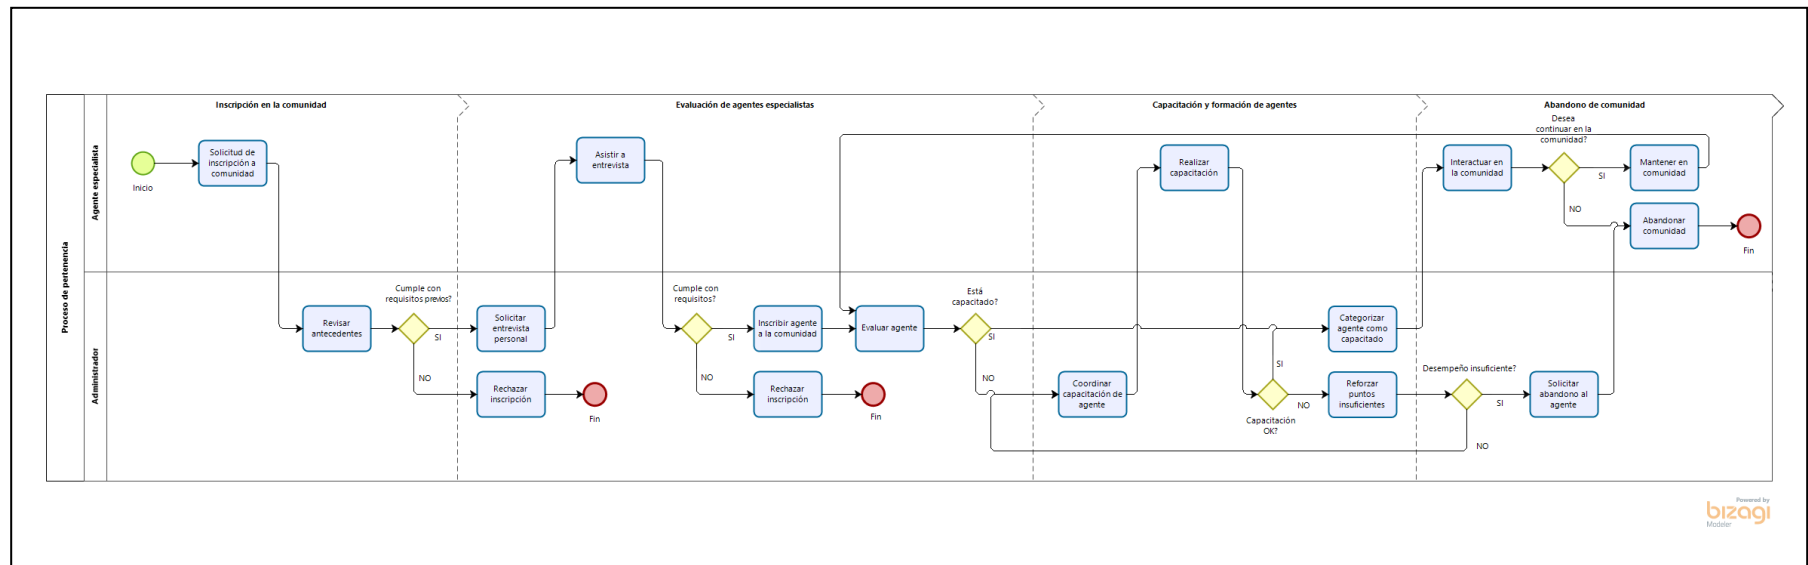 Proceso de pertenencia
Agente especialista
Administrador
Inscripción en la comunidad
Evaluación de agentes especialistas
Capacitación y formación de agentes
Abandono de comunidad
Inicio
Solicitud de
inscripción a
comunidad
Revisar
antecedentes
Cumple con
requisitos previos?
SI
NO
Solicitar
entrevista
personal
Rechazar
inscripción
Fin
Asistir a
entrevista
Cumple con
requisitos?
SI
NO
Inscribir agente
a la comunidad
Rechazar
inscripción
Fin
Evaluar agente
Está
capacitado?
SI
NO
Coordinar
capacitación de
agente
Realizar
capacitación
Capacitación
OK?
SI
NO
Categorizar
agente como
capacitado
Reforzar
puntos
insuficientes
Desempeño insuficiente?
SI
NO
Solicitar
abandono al
agente
Interactuar en
la comunidad
Desea
continuar en la
comunidad?
SI
NO
Mantener en
comunidad
Abandonar
comunidad
Fin
Powered by
bizagi
Modeler